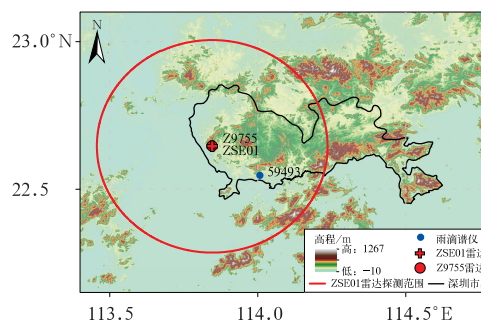 23.0°N
N
Z9755
ZSE01
59493
22.5°
高程/m
高：1267
低：-10
雨滴谱仪
ZSE01雷达
Z9755雷达
ZSE01雷达探测范围
深圳市
113.5
114.0
114.5°E